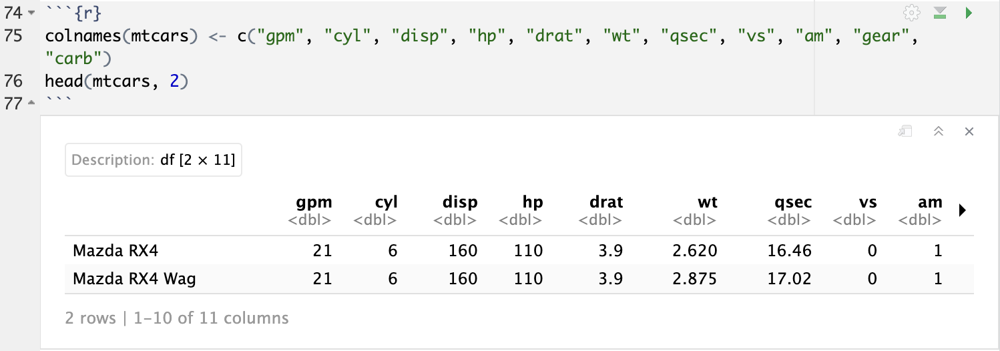 74 ```{r}
75 colnames(mtcars) <- c("gpm", "cyl", "disp", "hp", "drat", "wt", "qsec", "vs", "am", "gear",
"carb")
76 head(mtcars, 2)
77 ```
Description: df [2 × 11]
gpm cyl disp hp drat wt qsec vs am
<dbl> <dbl> <dbl> <dbl> <dbl> <dbl> <dbl> <dbl> <dbl>
Mazda RX4 21 6 160 110 3.9 2.620 16.46 0 1
Mazda RX4 Wag 21 6 160 110 3.9 2.875 17.02 0 1
2 rows | 1–10 of 11 columns